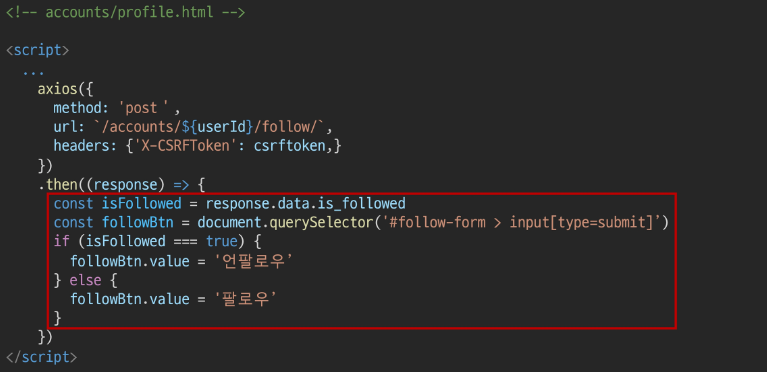 <!-- accounts/profile.html -->
<script>
...
axios({
method: 'post',
url: `/accounts/${userId}/follow/`,
headers: {'X-CSRFToken': csrftoken,}
})
.then((response) => {
const isFollowed = response.data.is_followed
const followBtn = document.querySelector('#follow-form > input[type=submit]’)
if (isFollowed === true) {
followBtn.value = '언팔로우’
} else {
followBtn.value = '팔로우’
}
})
</script>